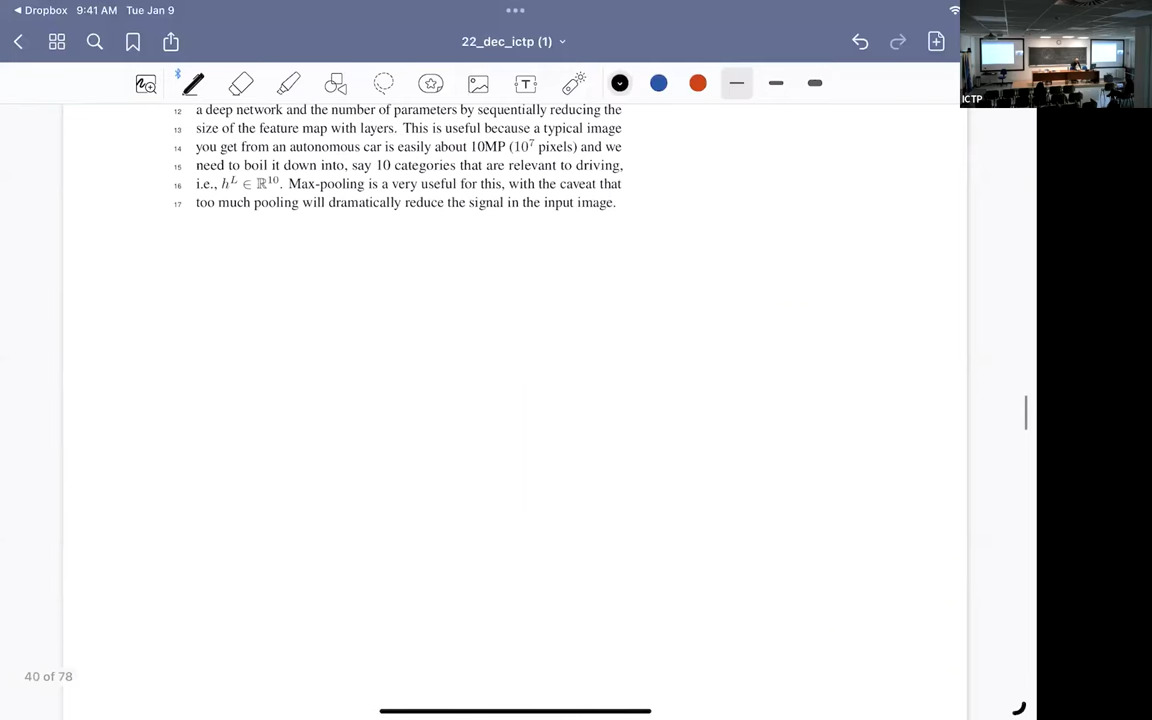 Dropbox 9:41 AM Tue Jan 9
22_dec_ictp (1)
ICTP
12 a deep network and the number of parameters by sequentially reducing the
13 size of the feature map with layers. This is useful because a typical image
14 you get from an autonomous car is easily about 10MP (10⁷ pixels) and we
15 need to boil it down into, say 10 categories that are relevant to driving,
16 i.e., hᴸ ∈ ℝ¹⁰. Max-pooling is a very useful for this, with the caveat that
17 too much pooling will dramatically reduce the signal in the input image.
40 of 78